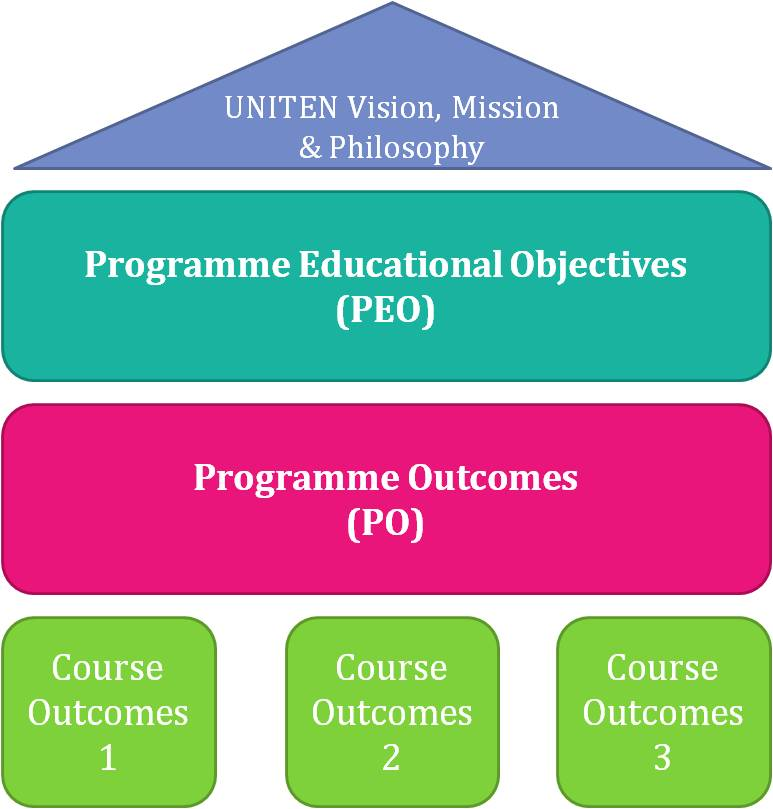 UNITEN Vision, Mission
& Philosophy
Programme Educational Objectives
(PEO)
Programme Outcomes
(PO)
Course
Outcomes
1
Course
Outcomes
2
Course
Outcomes
3